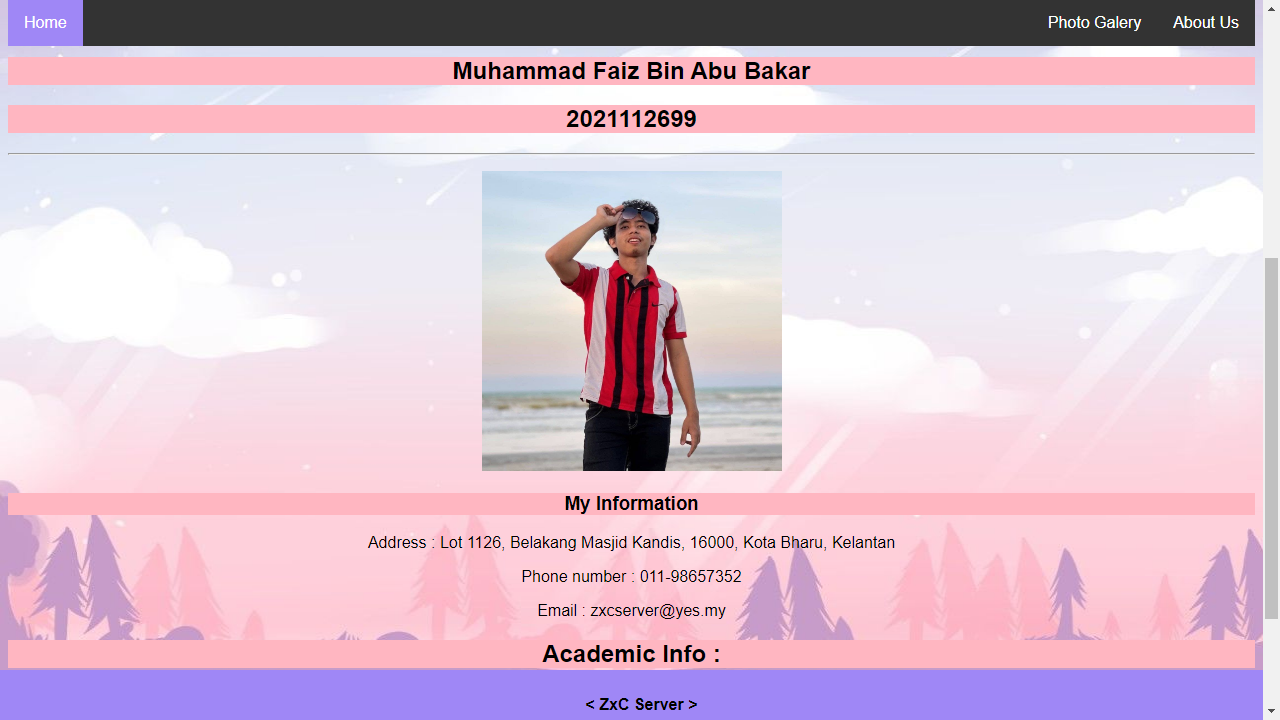 Home
Photo Galery
About Us
Muhammad Faiz Bin Abu Bakar
2021112699
My Information
Address : Lot 1126, Belakang Masjid Kandis, 16000, Kota Bharu, Kelantan
Phone number : 011-98657352
Email : zxcserver@yes.my
Academic Info :
< ZxC Server >